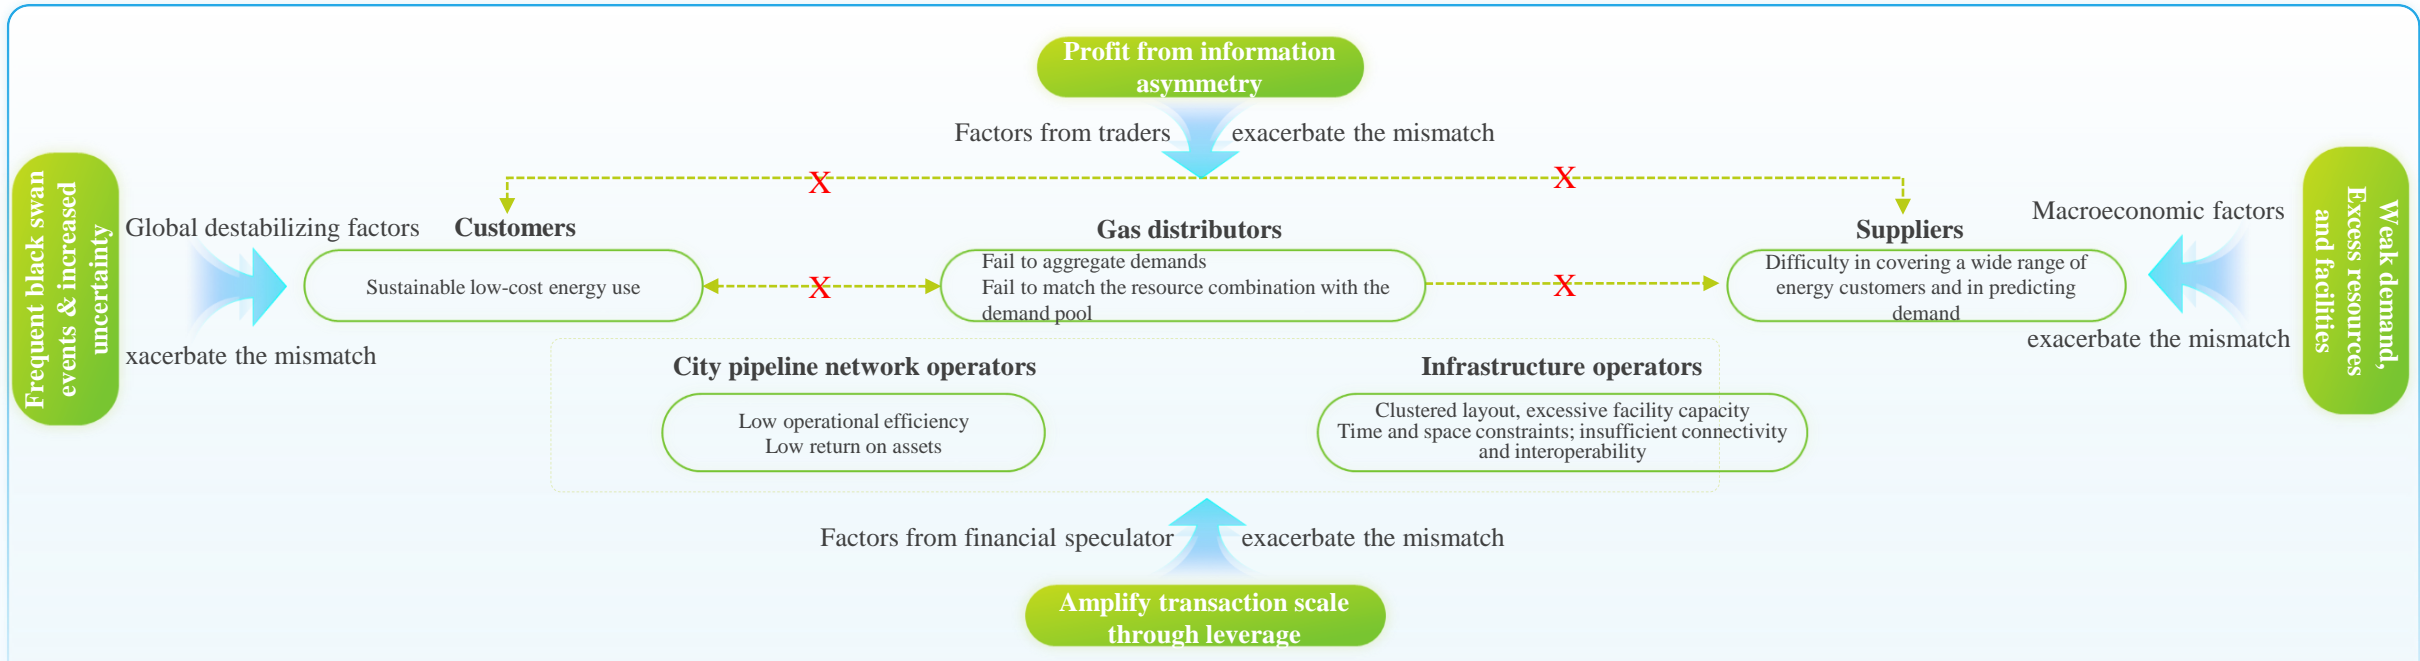 Profit from information
asymmetry
Factors from traders
exacerbate the mismatch
X
X
Frequent black swan
events & increased
uncertainty
Global destabilizing factors
xacerbate the mismatch
Customers
Sustainable low-cost energy use
X
Gas distributors
Fail to aggregate demands
Fail to match the resource combination with the
demand pool
X
Suppliers
Difficulty in covering a wide range of
energy customers and in predicting
demand
Macroeconomic factors
exacerbate the mismatch
Weak demand,
Excess resources
and facilities
City pipeline network operators
Low operational efficiency
Low return on assets
Infrastructure operators
Clustered layout, excessive facility capacity
Time and space constraints; insufficient connectivity
and interoperability
Factors from financial speculator
exacerbate the mismatch
Amplify transaction scale
through leverage